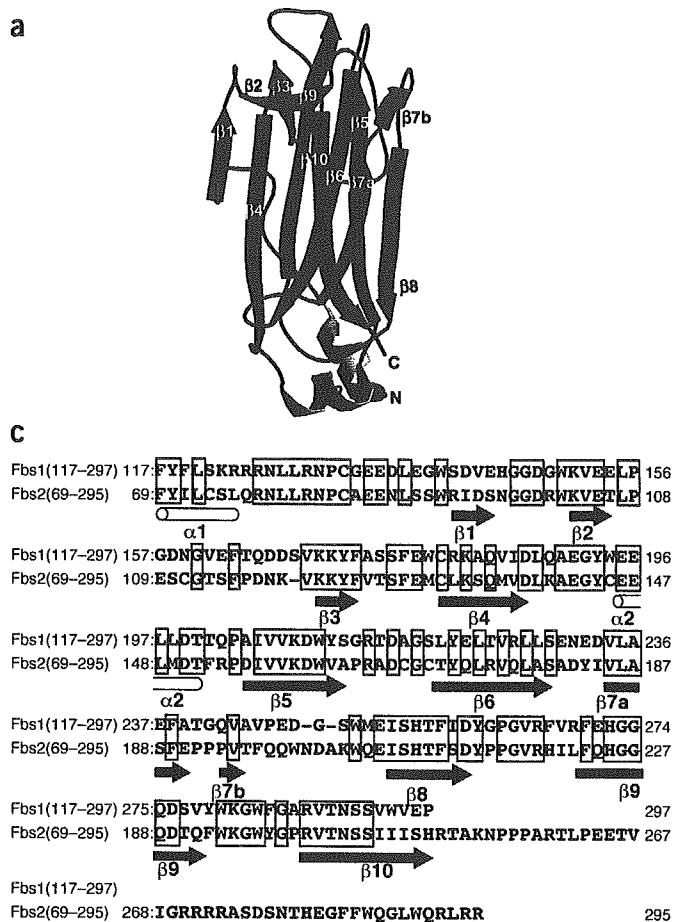 a
β2
β3
β9
β5
β7b
β1
β10
β6
β7a
β4
β8
C
N
c
Fbs1(117–297) 117:FYFLSKRRRNLLRNPCGEEDLEGWSDVEHGGDGWKVEELP 156
Fbs2(69–295) 69:FYILCSLQRNLLRNPCAEENLSSWRIDSNGGDRWKVETLP 108
α1 β1 β2
Fbs1(117–297) 157:GDNGVEFTQDDSVKKYFASSFEWCRKAQVIDLQAEGYWEE 196
Fbs2(69–295) 109:ESCGTSFPDNK-VKKYFVTSFEMCLKSQMVDLKAEGYCEE 147
β3 β4 α2
Fbs1(117–297) 197:LLDTTQPAIVVKDWYSGRTDAGSLYELTVRLLSENEDVLA 236
Fbs2(69–295) 148:LMDTFRPDIVVKDWVAPRADCGCTYQLRVQLASADYIVLA 187
α2 β5 β6 β7a
Fbs1(117–297) 237:EFATGQVAVPED-G-SWMEISHTFIDYGPGVRFVRFEHGG 274
Fbs2(69–295) 188:SFEPPPVTFQQWNDAKWQEISHTFSDYPPGVRHILFQHGG 227
β7b β8 β9
Fbs1(117–297) 275:QDSVYWKGWFGARVTNSSVWVEP 297
Fbs2(69–295) 188:QDTQFWKGWYGPRVTNSSIIISHRTAKNPPPARTLPEETV 267
β9 β10
Fbs1(117–297)
Fbs2(69–295) 268:IGRRRRASDSNTHEGFFWQGLWQRLRR 295